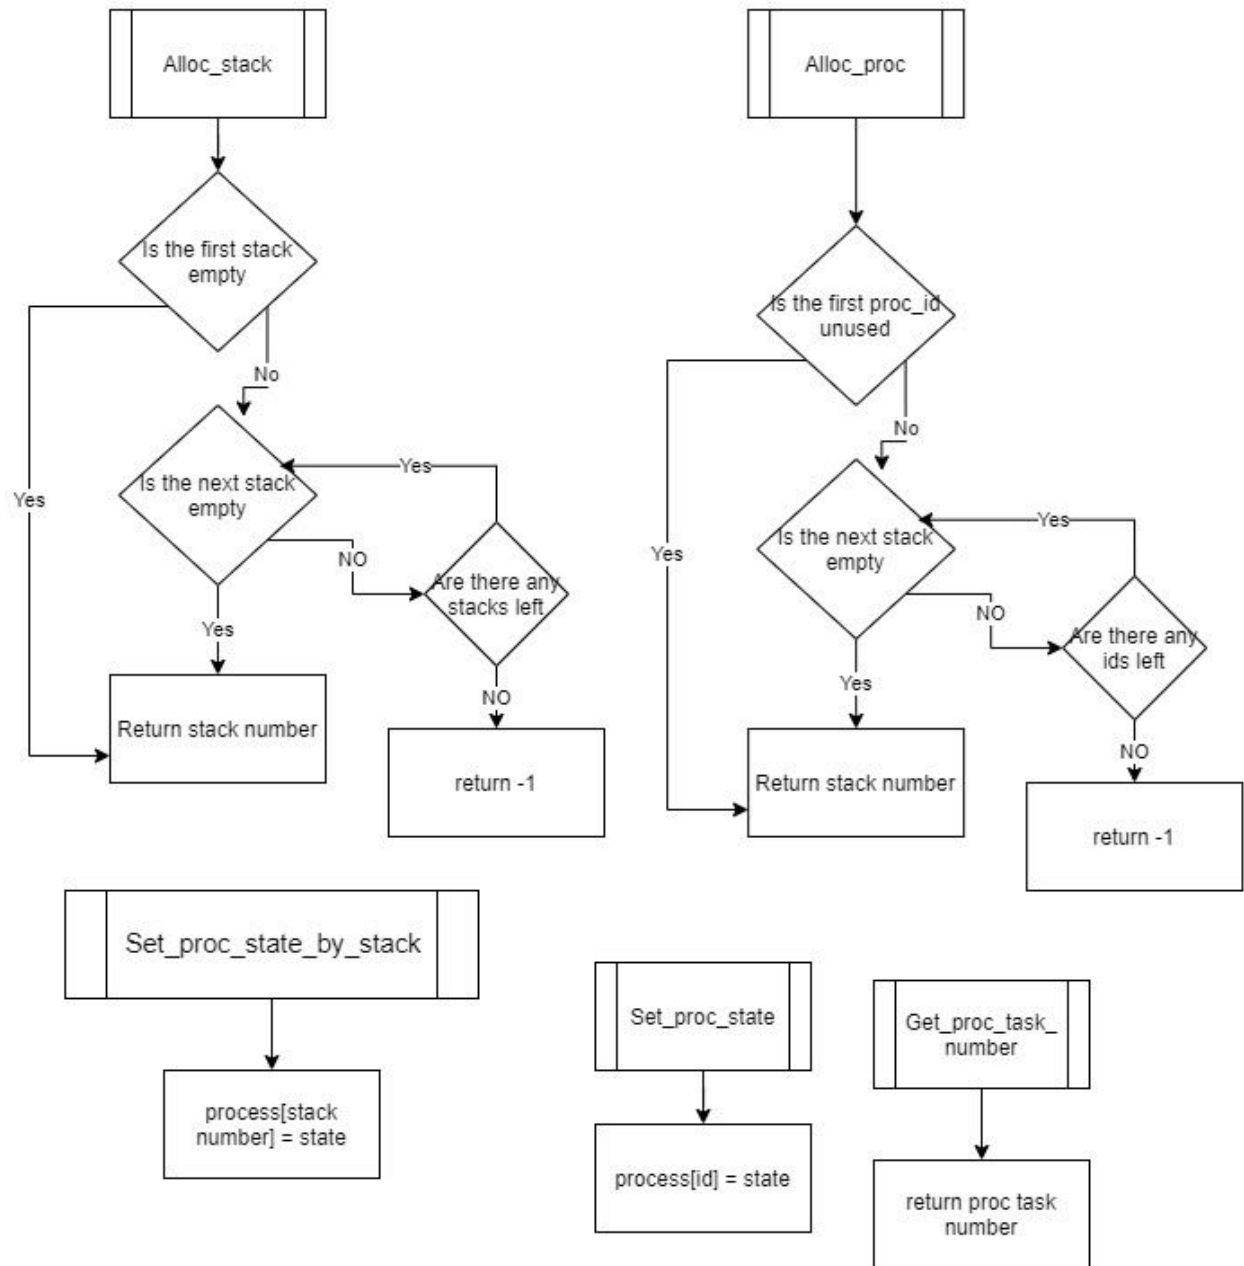 Alloc_stack
Is the first stack
empty
No
Yes
Is the next stack
empty
Yes
NO
Are there any
stacks left
Yes
NO
Return stack number
return -1
Alloc_proc
Is the first proc_id
unused
No
Yes
Is the next stack
empty
Yes
NO
Are there any
ids left
Yes
NO
Return stack number
return -1
Set_proc_state_by_stack
process[stack
number] = state
Set_proc_state
process[id] = state
Get_proc_task_
number
return proc task
number